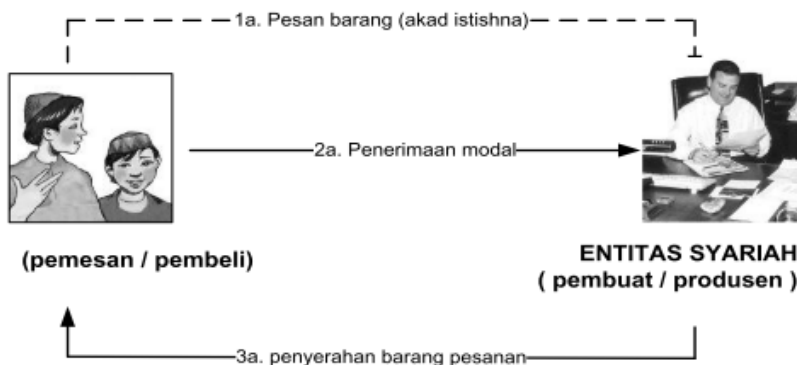 1a. Pesan barang (akad istishna)
2a. Penerimaan modal
(pemesan / pembeli)
ENTITAS SYARIAH
( pembuat / produsen )
3a. penyerahan barang pesanan